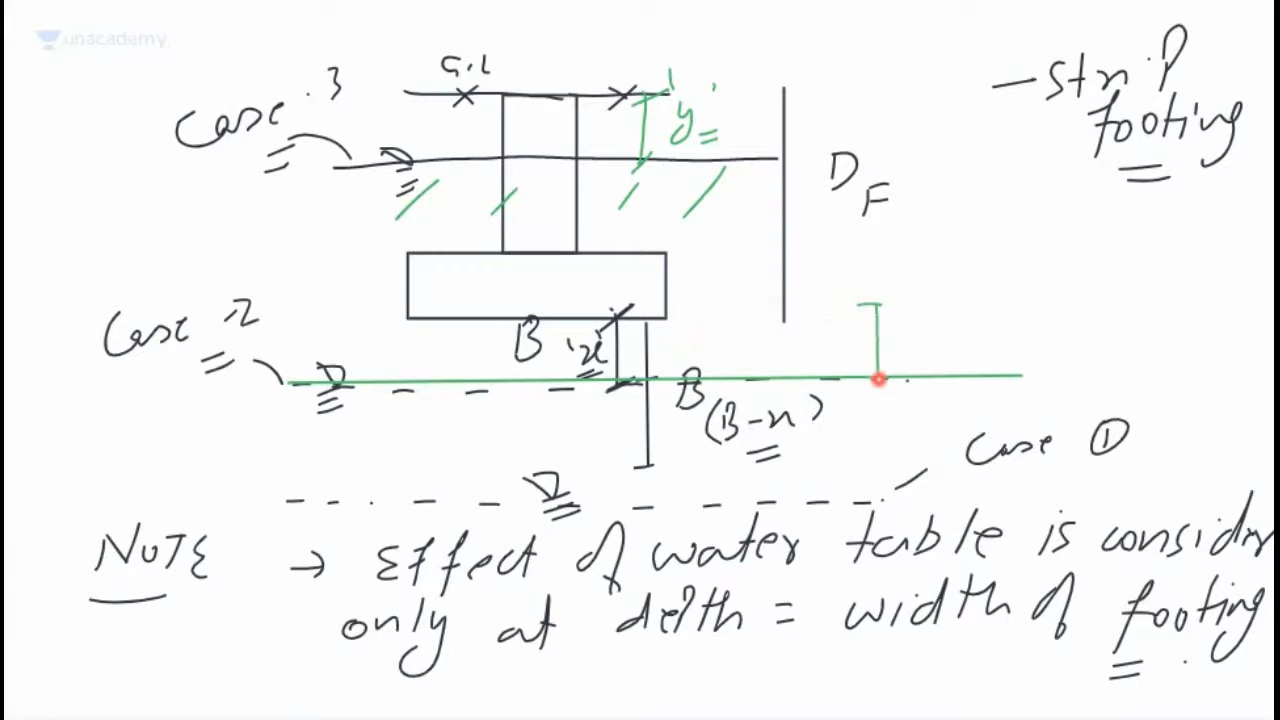 unacademy
G.L
Case . 3
'y'
- Strip
footing
DF
Case .2
B 'x'
B
(B-x)
Case ①
NOTE → Effect of water table is consider
only at depth = width of footing